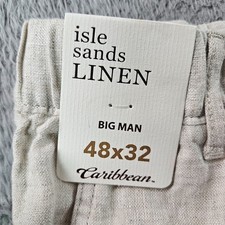 isle
sands
LINEN
BIG MAN
48x32
Caribbean